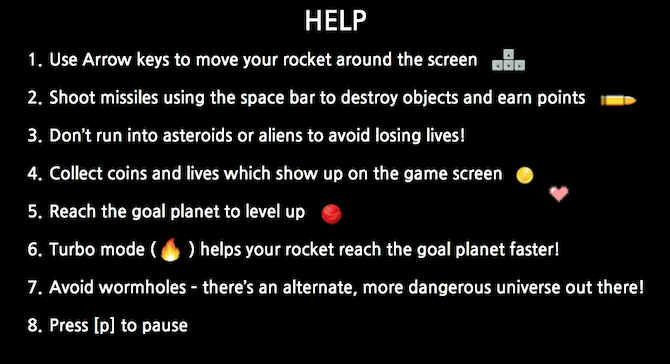 HELP
1. Use Arrow keys to move your rocket around the screen
2. Shoot missiles using the space bar to destroy objects and earn points
3. Don't run into asteroids or aliens to avoid losing lives!
4. Collect coins and lives which show up on the game screen
5. Reach the goal planet to level up
6. Turbo mode ( ) helps your rocket reach the goal planet faster!
7. Avoid wormholes - there's an alternate, more dangerous universe out there!
8. Press [p] to pause